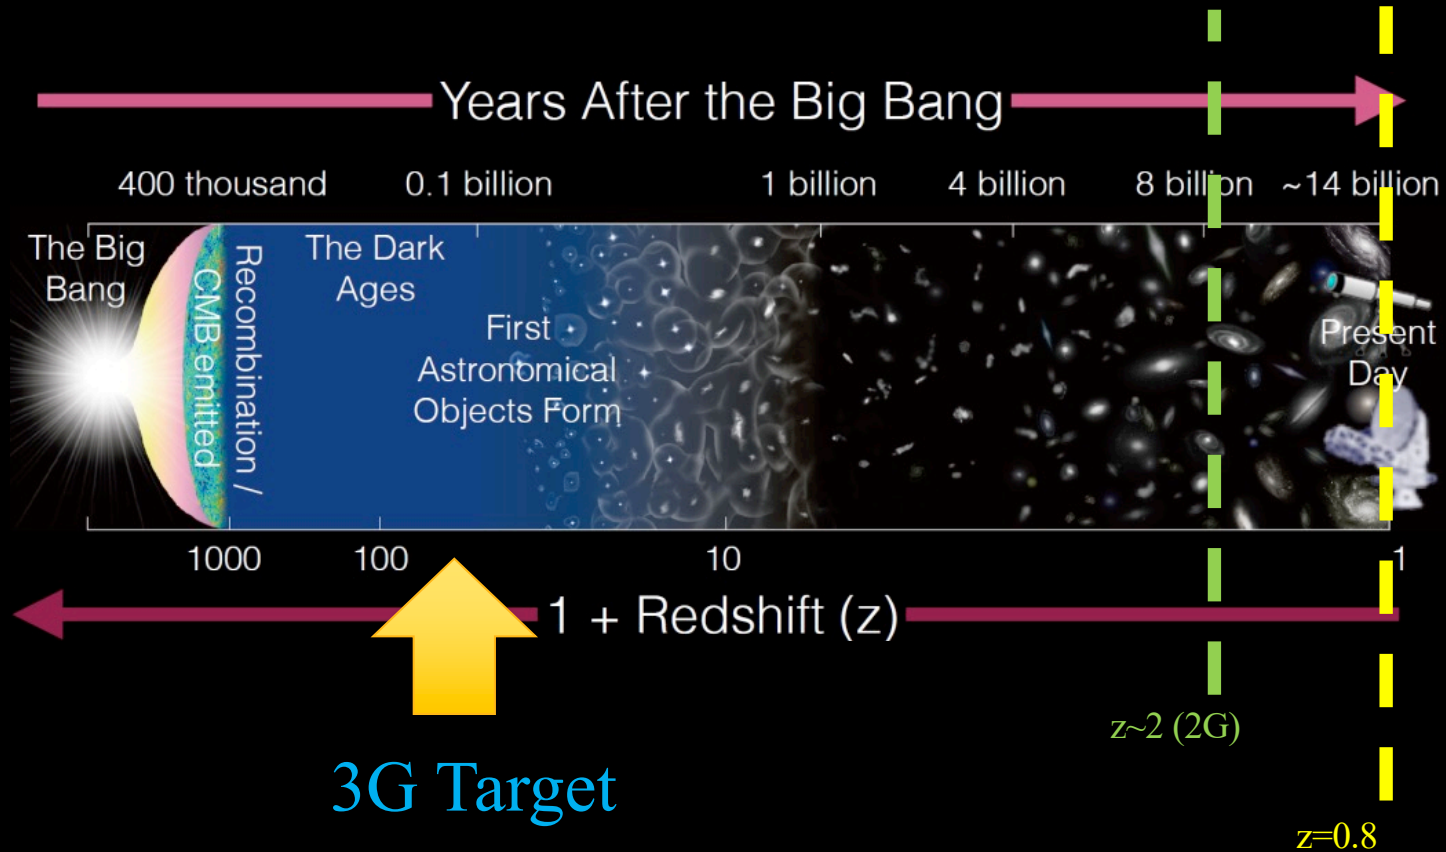 Years After the Big Bang
400 thousand 0.1 billion 1 billion 4 billion 8 billion ~14 billion
The Big
Bang
CMB emitted
Recombination /
The Dark
Ages
First
Astronomical
Objects Form
Present
Day
1000 100 10 1
1 + Redshift (z)
z~2 (2G)
3G Target
z=0.8